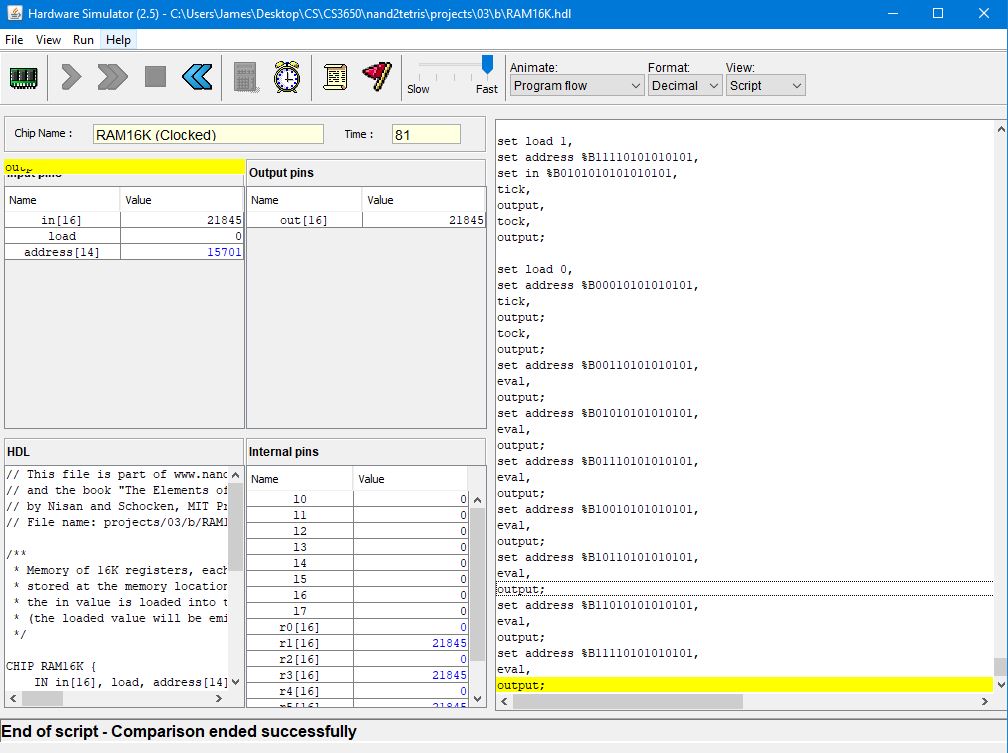 Hardware Simulator (2.5) - C:\Users\James\Desktop\CS\CS3650\nand2tetris\projects\03\b\RAM16K.hdl
File View Run Help
Slow Fast
Animate: Format: View:
Program flow Decimal Script
Chip Name : RAM16K (Clocked) Time : 81
Input pins
Name Value
in[16] 21845
load 0
address[14] 15701
Output pins
Name Value
out[16] 21845
HDL
// This file is part of www.nand
// and the book "The Elements of
// by Nisan and Schocken, MIT Pr
// File name: projects/03/b/RAM1
/**
* Memory of 16K registers, each
* stored at the memory location
* the in value is loaded into t
* (the loaded value will be emi
*/
CHIP RAM16K {
IN in[16], load, address[14]
Internal pins
Name Value
l0 0
l1 0
l2 0
l3 0
l4 0
l5 0
l6 0
l7 0
r0[16] 0
r1[16] 21845
r2[16] 0
r3[16] 21845
r4[16] 0
r5[16] 21845
set load 1,
set address %B11110101010101,
set in %B0101010101010101,
tick,
output,
tock,
output;
set load 0,
set address %B00010101010101,
tick,
output;
tock,
output;
set address %B00110101010101,
eval,
output;
set address %B01010101010101,
eval,
output;
set address %B01110101010101,
eval,
output;
set address %B10010101010101,
eval,
output;
set address %B10110101010101,
eval,
output;
set address %B11010101010101,
eval,
output;
set address %B11110101010101,
eval,
output;
End of script - Comparison ended successfully